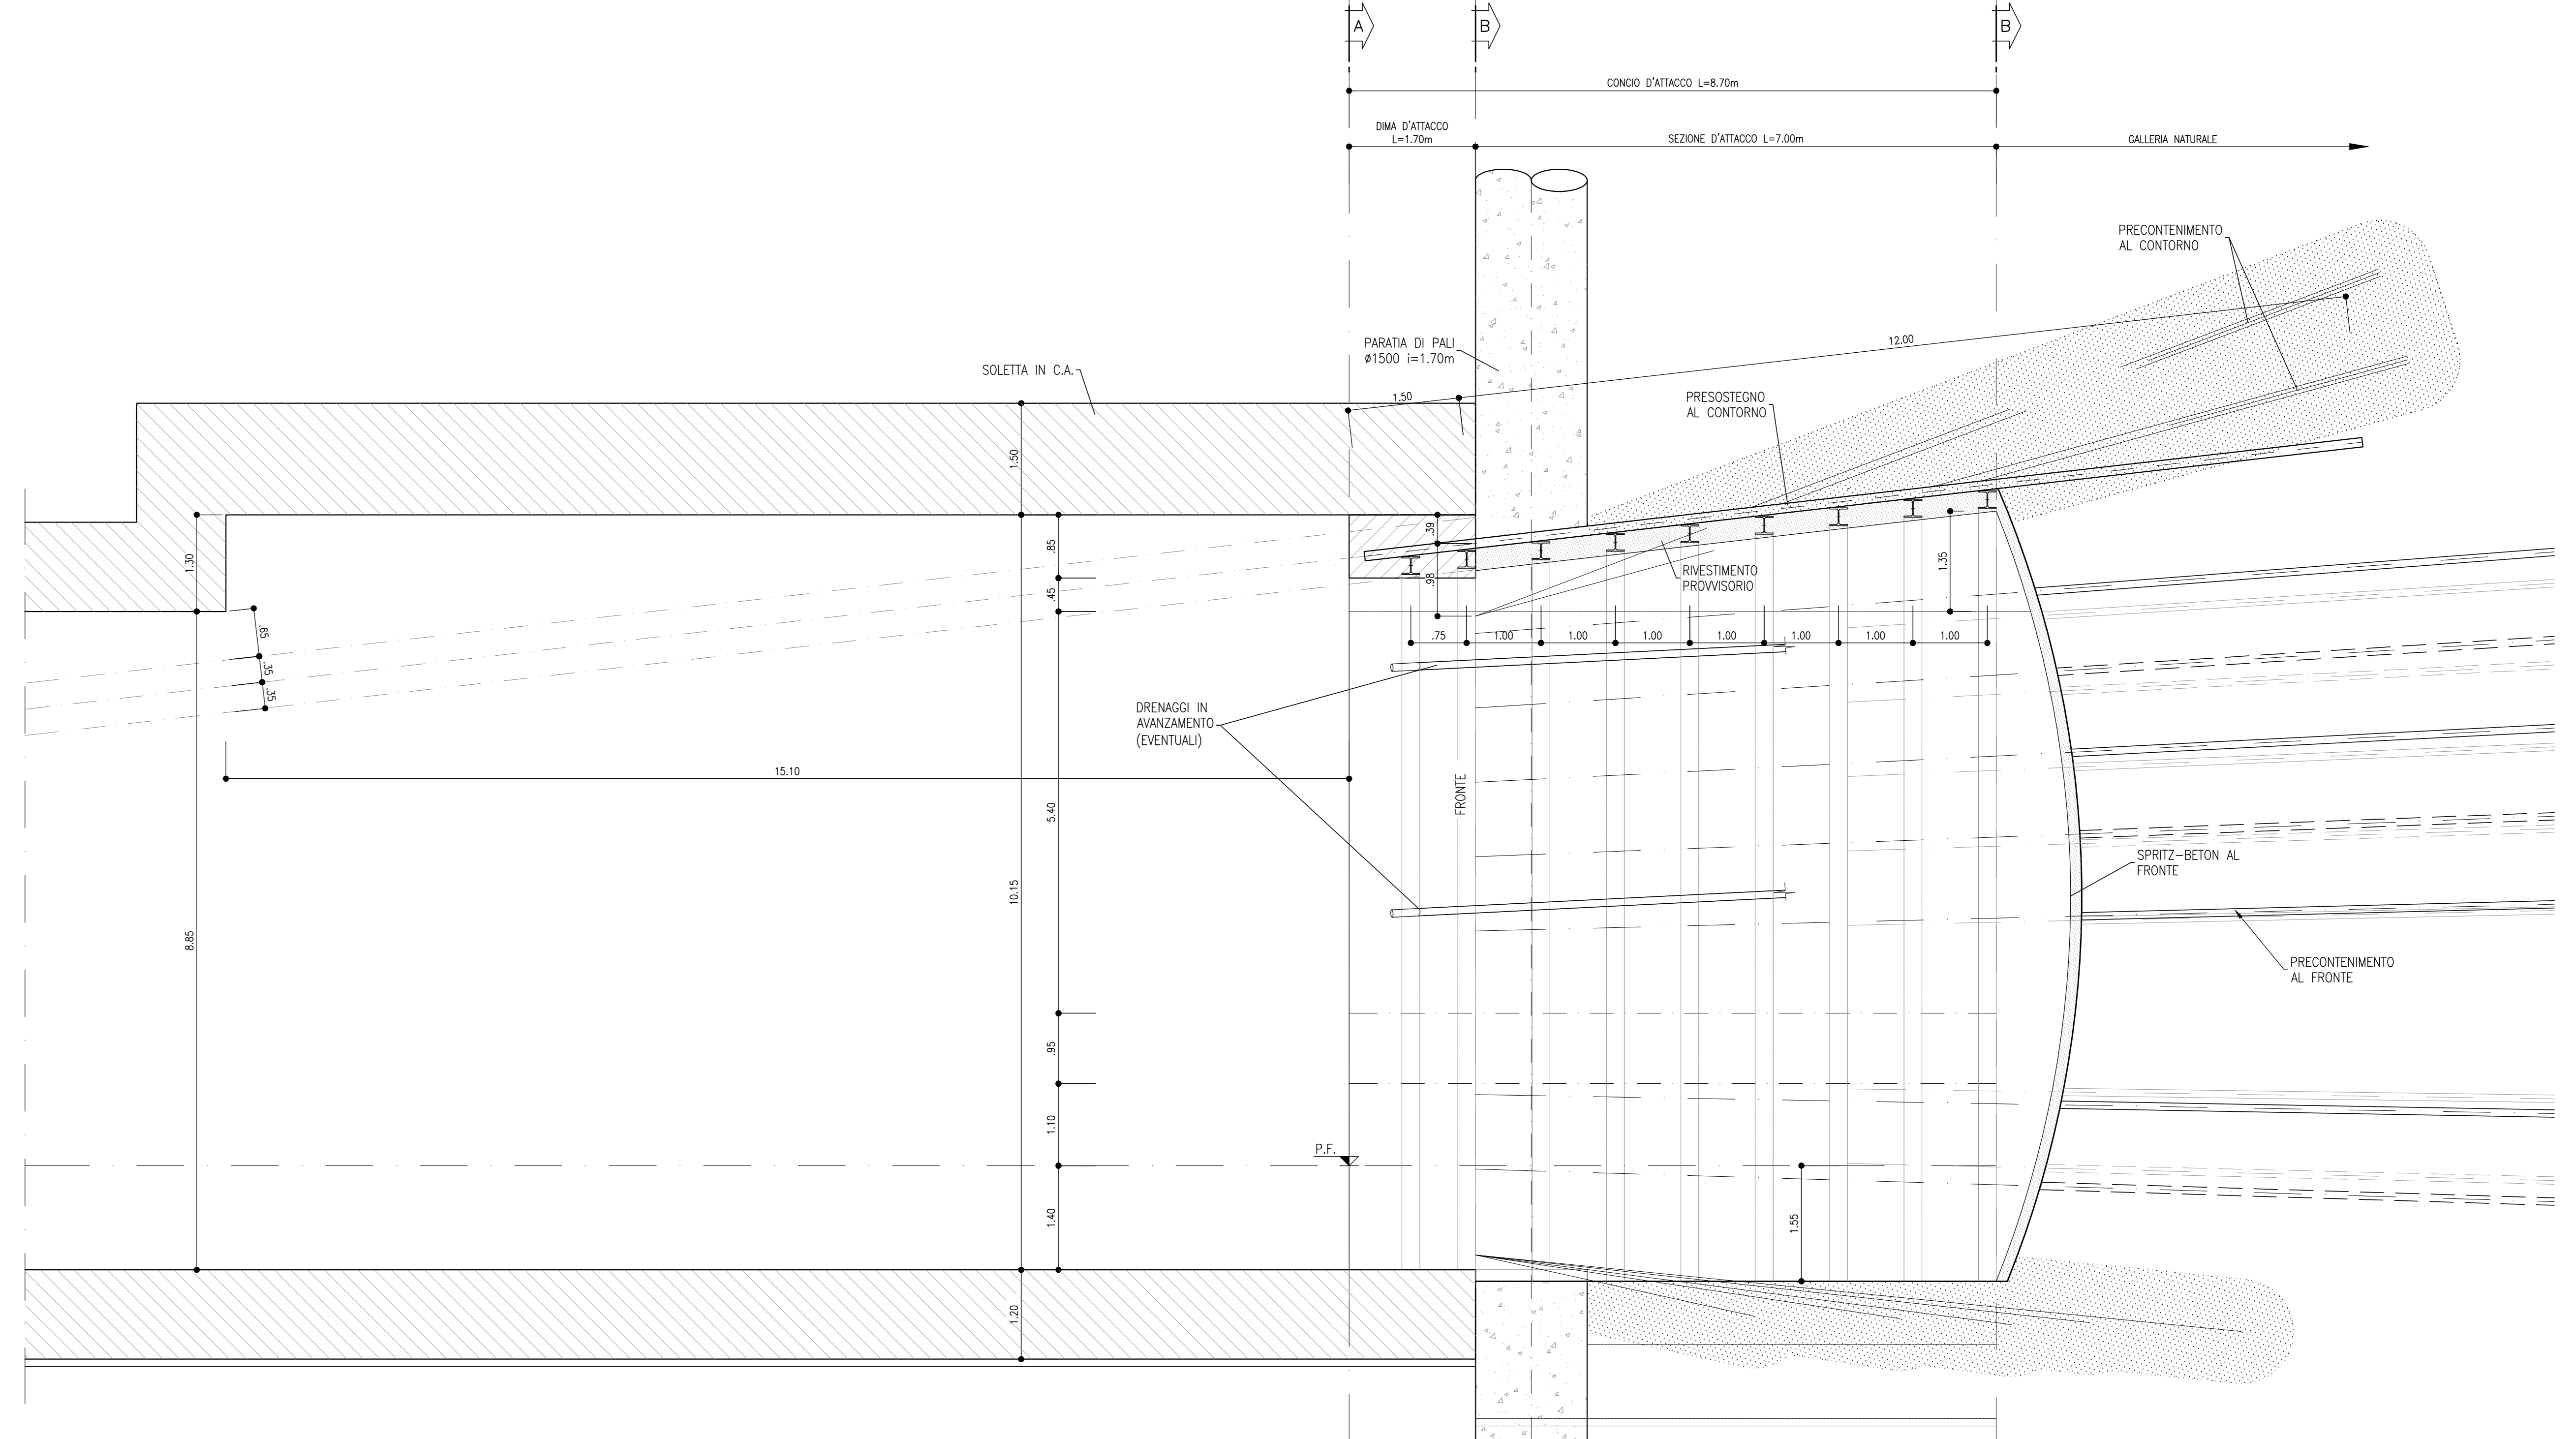 A
B
B
CONCIO D'ATTACCO L=8.70m
DIMA D'ATTACCO
L=1.70m
SEZIONE D'ATTACCO L=7.00m
GALLERIA NATURALE
PRECONTENIMENTO
AL CONTORNO
12.00
PARATIA DI PALI
ø1500 i=1.70m
SOLETTA IN C.A.
1.50
PRESOSTEGNO
AL CONTORNO
1.50
.39
.85
1.30
1.35
.98
RIVESTIMENTO
PROVVISORIO
.45
.65
.35
.35
.75
1.00
1.00
1.00
1.00
1.00
1.00
1.00
DRENAGGI IN
AVANZAMENTO
(EVENTUALI)
15.10
FRONTE
5.40
SPRITZ-BETON AL
FRONTE
10.15
8.85
PRECONTENIMENTO
AL FRONTE
.95
1.10
P.F.
1.40
1.55
1.20